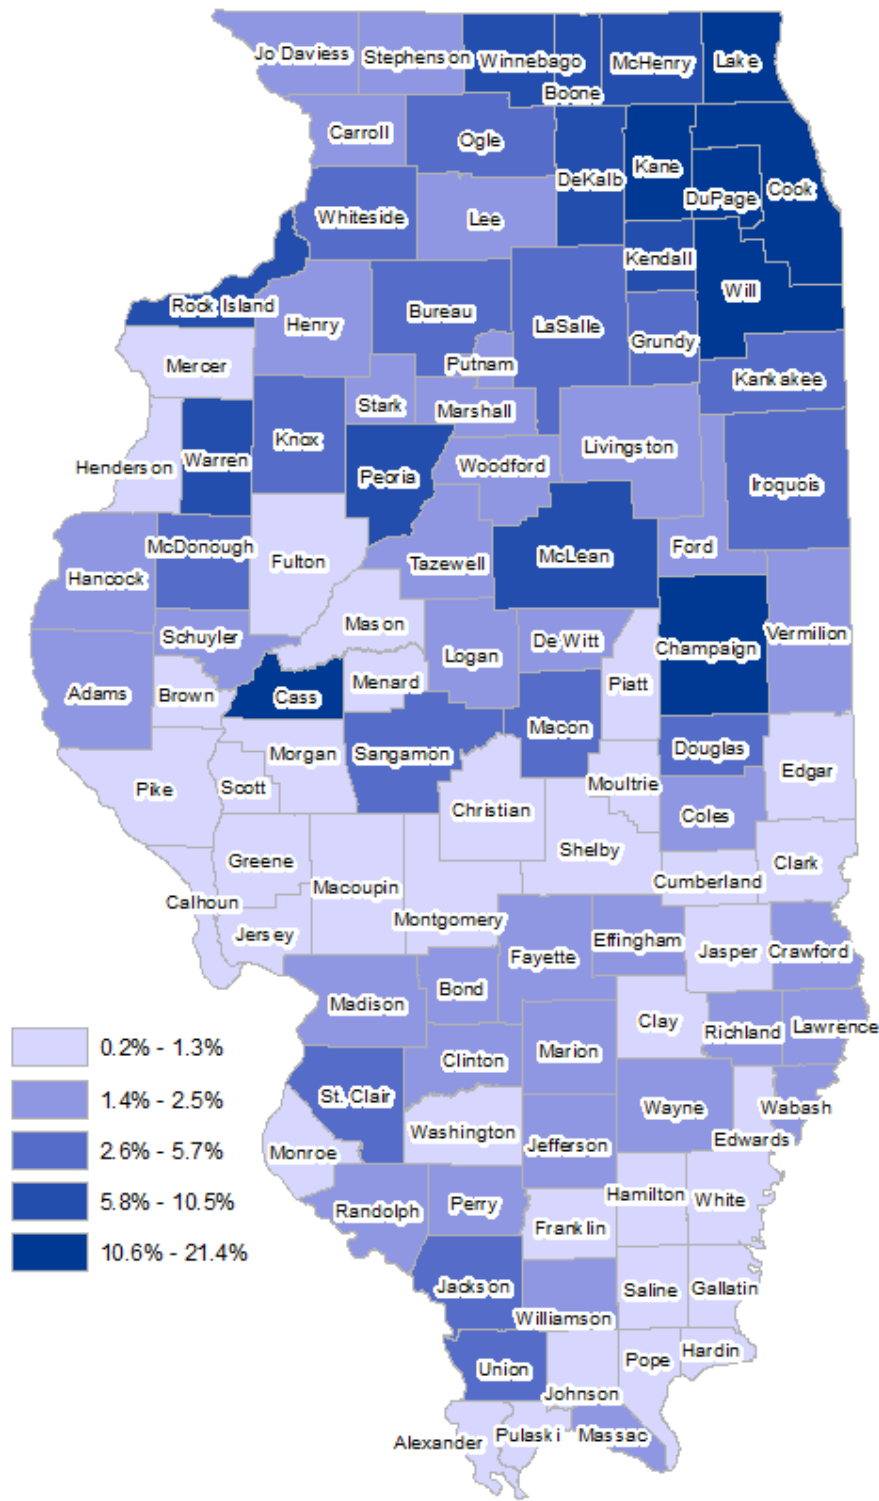 Jo Daviess
Stephenson
Winnebago
Boone
McHenry
Lake
Carroll
Ogle
DeKalb
Kane
DuPage
Cook
Whiteside
Lee
Kendall
Will
Rock Island
Henry
Bureau
LaSalle
Grundy
Mercer
Putnam
Kankakee
Stark
Marshall
Knox
Henderson
Warren
Peoria
Woodford
Livingston
Iroquois
McDonough
Hancock
Fulton
Tazewell
McLean
Ford
Schuyler
Mason
Logan
De Witt
Champaign
Vermilion
Adams
Brown
Cass
Menard
Piatt
Macon
Sangamon
Morgan
Douglas
Edgar
Pike
Scott
Christian
Moultrie
Coles
Shelby
Greene
Macoupin
Cumberland
Clark
Calhoun
Jersey
Montgomery
Fayette
Effingham
Jasper
Crawford
Madison
Bond
Clay
Richland
Lawrence
Clinton
Marion
St. Clair
Wayne
Wabash
Edwards
Washington
Jefferson
Monroe
Randolph
Perry
Franklin
Hamilton
White
Jackson
Williamson
Saline
Gallatin
Union
Johnson
Pope
Hardin
Alexander
Pulaski
Massac
0.2% - 1.3%
1.4% - 2.5%
2.6% - 5.7%
5.8% - 10.5%
10.6% - 21.4%